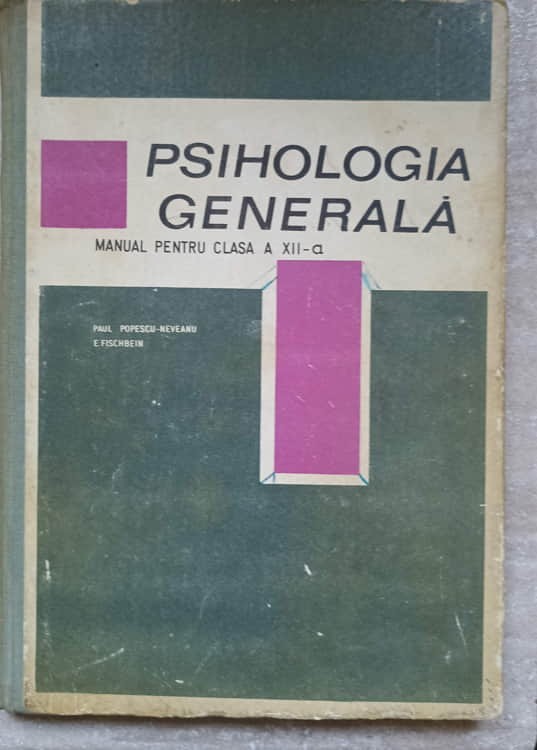 PSIHOLOGIA
GENERALĂ
MANUAL PENTRU CLASA A XII-a
PAUL POPESCU-NEVEANU
E. FISCHBEIN